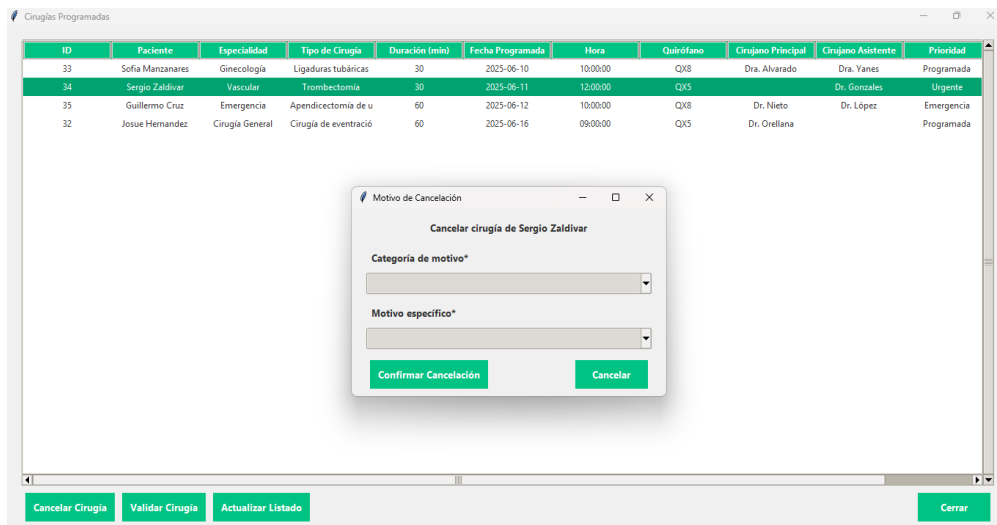 Cirugías Programadas
ID Paciente Especialidad Tipo de Cirugía Duración (min) Fecha Programada Hora Quirófano Cirujano Principal Cirujano Asistente Prioridad
33 Sofia Manzanares Ginecología Ligaduras tubáricas 30 2025-06-10 10:00:00 QX8 Dra. Alvarado Dra. Yanes Programada
34 Sergio Zaldivar Vascular Trombectomía 30 2025-06-11 12:00:00 QX5 Dr. Gonzales Urgente
35 Guillermo Cruz Emergencia Apendicectomía de u 60 2025-06-12 10:00:00 QX8 Dr. Nieto Dr. López Emergencia
32 Josue Hernandez Cirugía General Cirugía de eventració 60 2025-06-16 09:00:00 QX5 Dr. Orellana Programada
Motivo de Cancelación
Cancelar cirugía de Sergio Zaldivar
Categoría de motivo*
Motivo específico*
Confirmar Cancelación Cancelar
Cancelar Cirugía Validar Cirugía Actualizar Listado Cerrar